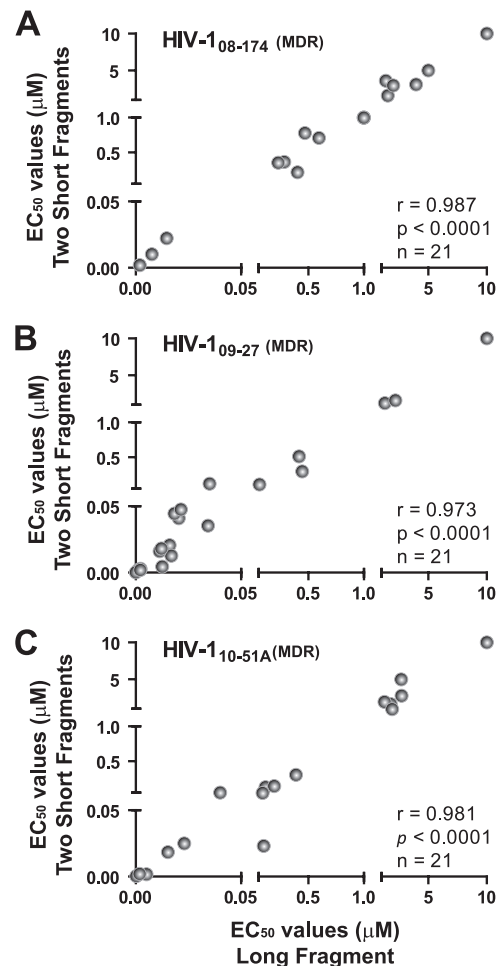 A
HIV-108-174 (MDR)
EC50 values (μM)
Two Short Fragments
10
5
1.0
0.5
0.05
0.00
r = 0.987
p < 0.0001
n = 21
0.00 0.05 0.5 1.0 5 10
B
HIV-109-27 (MDR)
EC50 values (μM)
Two Short Fragments
10
5
1.0
0.5
0.05
0.00
r = 0.973
p < 0.0001
n = 21
0.00 0.05 0.5 1.0 5 10
C
HIV-110-51A(MDR)
EC50 values (μM)
Two Short Fragments
10
5
1.0
0.5
0.05
0.00
r = 0.981
p < 0.0001
n = 21
0.00 0.05 0.5 1.0 5 10
EC50 values (μM)
Long Fragment